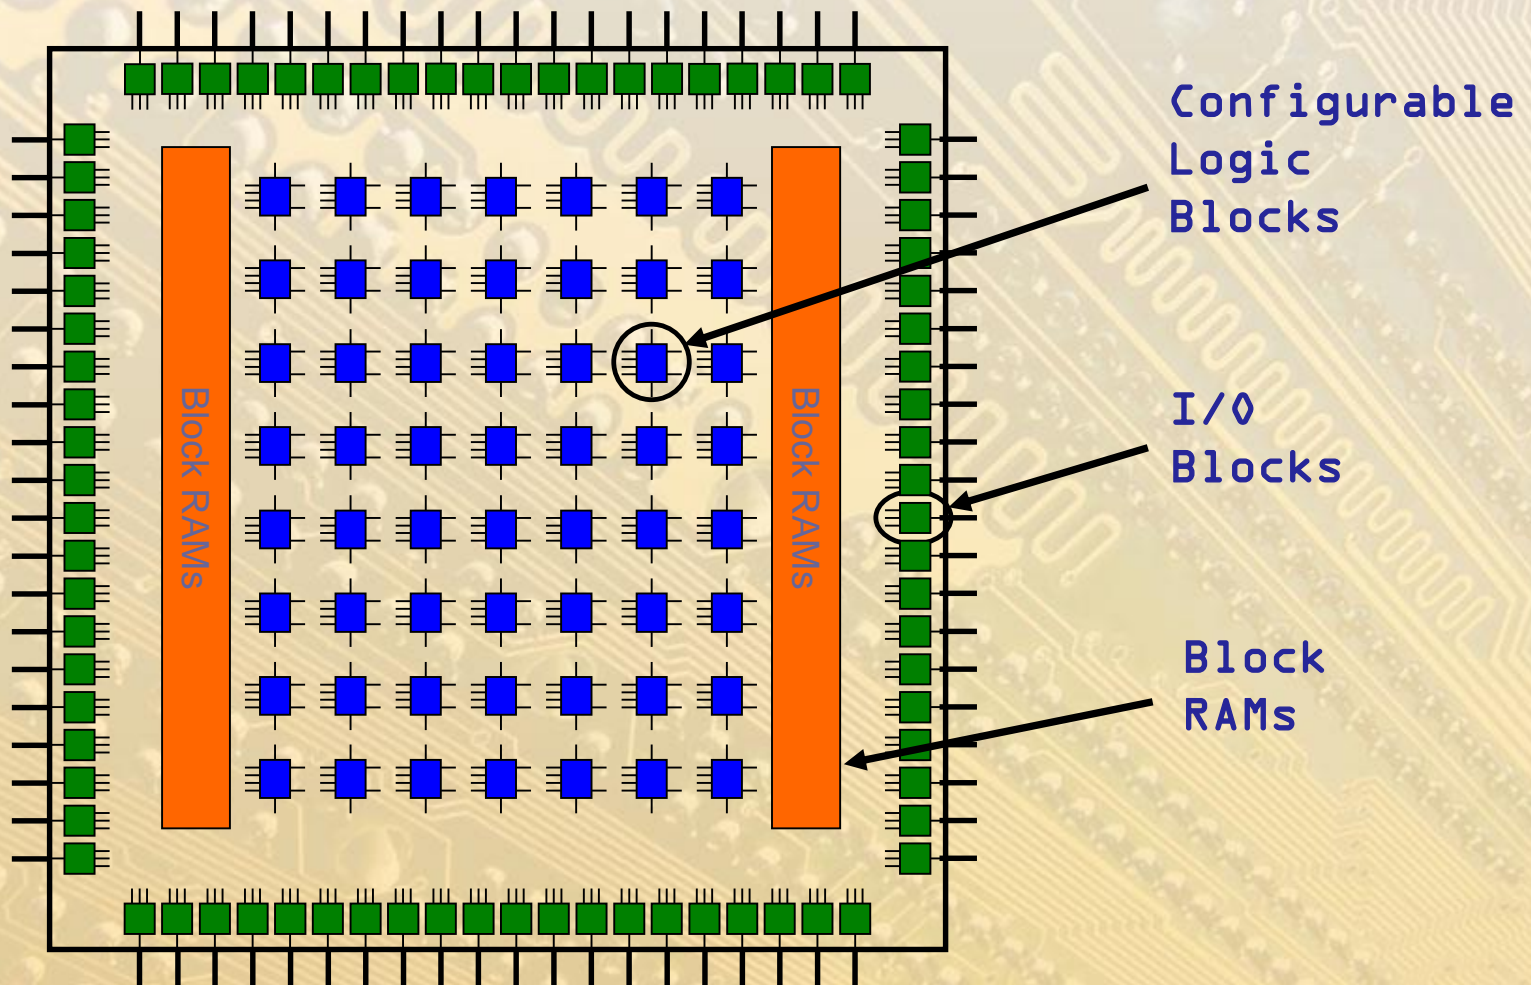 Configurable
Logic
Blocks
Block RAMs
Block RAMs
I/O
Blocks
Block
RAMs